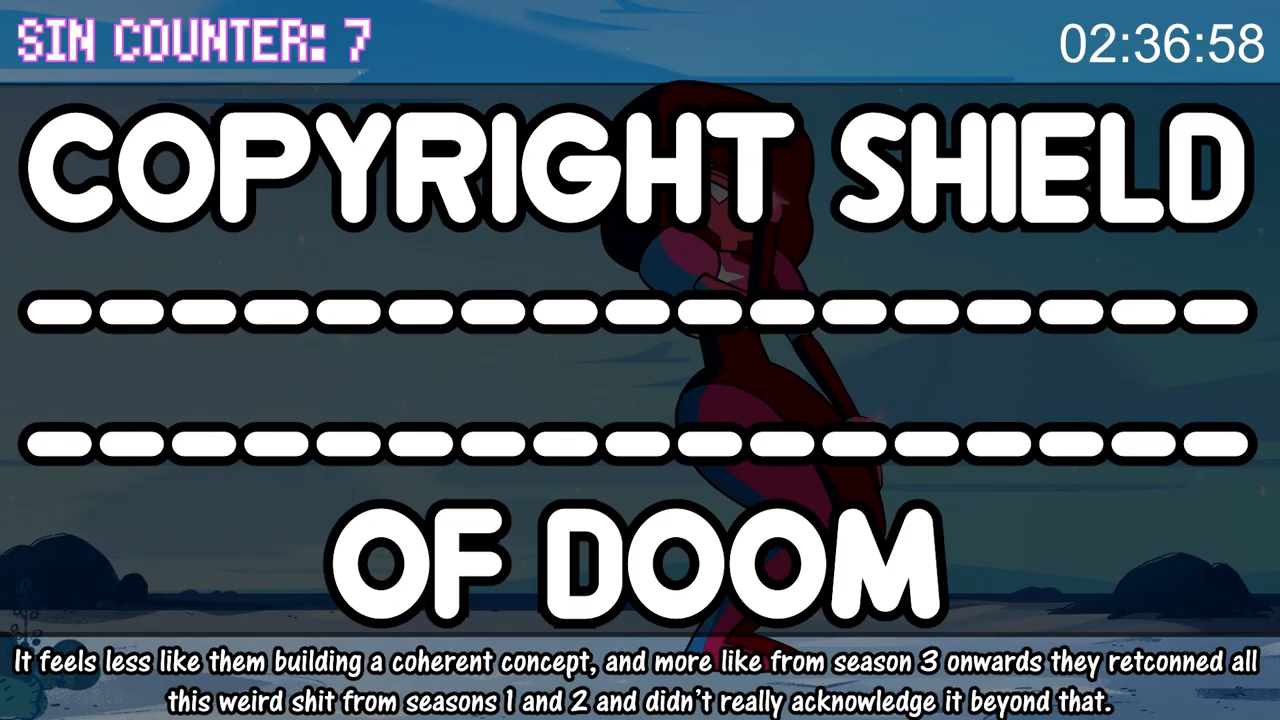 SIN COUNTER: 7
02:36:58
COPYRIGHT SHIELD
-----------------
-----------------
OF DOOM
It feels less like them building a coherent concept, and more like from season 3 onwards they retconned all
this weird shit from seasons 1 and 2 and didn't really acknowledge it beyond that.